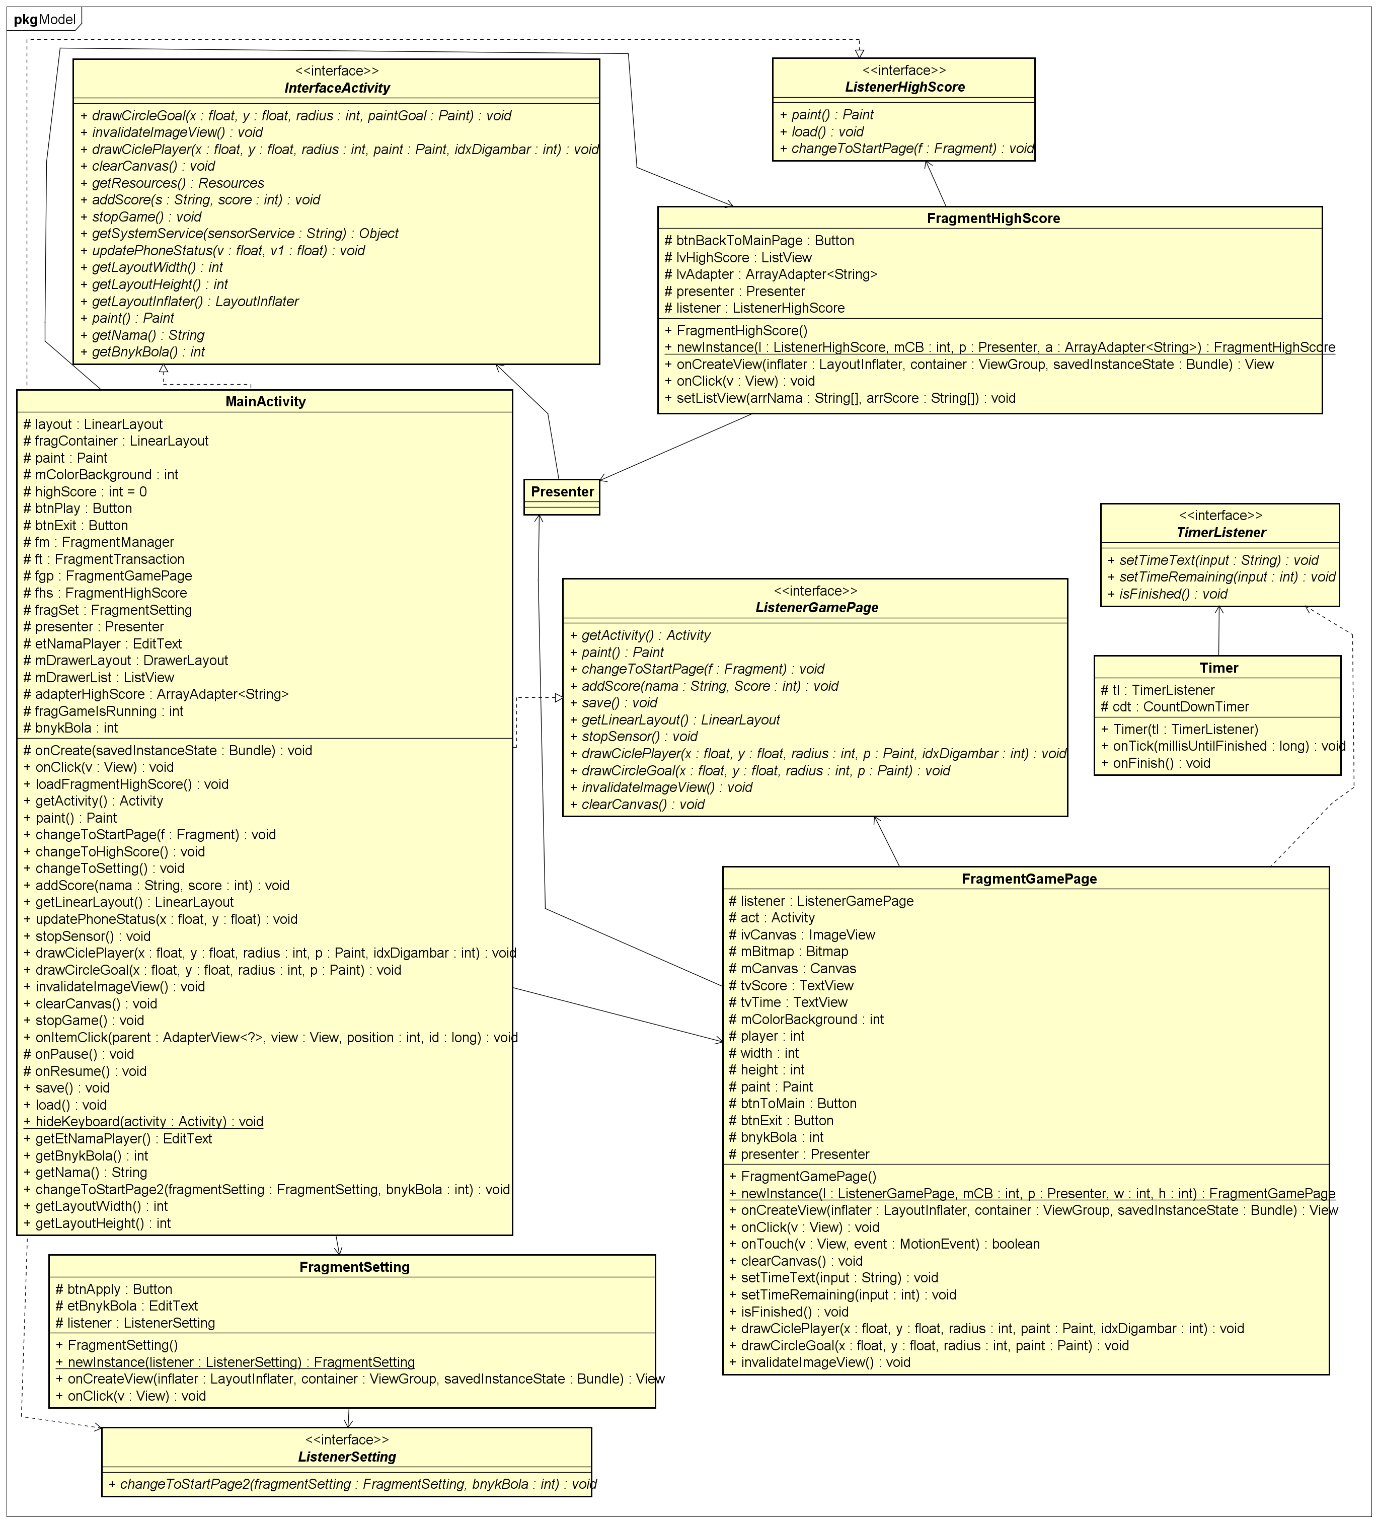 pkg Model
<<interface>>
InterfaceActivity
+ drawCircleGoal(x : float, y : float, radius : int, paintGoal : Paint) : void
+ invalidateImageView() : void
+ drawCiclePlayer(x : float, y : float, radius : int, paint : Paint, idxDigambar : int) : void
+ clearCanvas() : void
+ getResources() : Resources
+ addScore(s : String, score : int) : void
+ stopGame() : void
+ getSystemService(sensorService : String) : Object
+ updatePhoneStatus(v : float, v1 : float) : void
+ getLayoutWidth() : int
+ getLayoutHeight() : int
+ getLayoutInflater() : LayoutInflater
+ paint() : Paint
+ getNama() : String
+ getBnykBola() : int
<<interface>>
ListenerHighScore
+ paint() : Paint
+ load() : void
+ changeToStartPage(f : Fragment) : void
FragmentHighScore
# btnBackToMainPage : Button
# lvHighScore : ListView
# lvAdapter : ArrayAdapter<String>
# presenter : Presenter
# listener : ListenerHighScore
+ FragmentHighScore()
+ newInstance(l : ListenerHighScore, mCB : int, p : Presenter, a : ArrayAdapter<String>) : FragmentHighScore
+ onCreateView(inflater : LayoutInflater, container : ViewGroup, savedInstanceState : Bundle) : View
+ onClick(v : View) : void
+ setListView(arrNama : String[], arrScore : String[]) : void
MainActivity
# layout : LinearLayout
# fragContainer : LinearLayout
# paint : Paint
# mColorBackground : int
# highScore : int = 0
# btnPlay : Button
# btnExit : Button
# fm : FragmentManager
# ft : FragmentTransaction
# fgp : FragmentGamePage
# fhs : FragmentHighScore
# fragSet : FragmentSetting
# presenter : Presenter
# etNamaPlayer : EditText
# mDrawerLayout : DrawerLayout
# mDrawerList : ListView
# adapterHighScore : ArrayAdapter<String>
# fragGameIsRunning : int
# bnykBola : int
# onCreate(savedInstanceState : Bundle) : void
+ onClick(v : View) : void
+ loadFragmentHighScore() : void
+ getActivity() : Activity
+ paint() : Paint
+ changeToStartPage(f : Fragment) : void
+ changeToHighScore() : void
+ changeToSetting() : void
+ addScore(nama : String, score : int) : void
+ getLinearLayout() : LinearLayout
+ updatePhoneStatus(x : float, y : float) : void
+ stopSensor() : void
+ drawCiclePlayer(x : float, y : float, radius : int, p : Paint, idxDigambar : int) : void
+ drawCircleGoal(x : float, y : float, radius : int, p : Paint) : void
+ invalidateImageView() : void
+ clearCanvas() : void
+ stopGame() : void
+ onItemClick(parent : AdapterView<?>, view : View, position : int, id : long) : void
# onPause() : void
# onResume() : void
+ save() : void
+ load() : void
+ hideKeyboard(activity : Activity) : void
+ getEtNamaPlayer() : EditText
+ getBnykBola() : int
+ getNama() : String
+ changeToStartPage2(fragmentSetting : FragmentSetting, bnykBola : int) : void
+ getLayoutWidth() : int
+ getLayoutHeight() : int
Presenter
<<interface>>
TimerListener
+ setTimeText(input : String) : void
+ setTimeRemaining(input : int) : void
+ isFinished() : void
<<interface>>
ListenerGamePage
+ getActivity() : Activity
+ paint() : Paint
+ changeToStartPage(f : Fragment) : void
+ addScore(nama : String, Score : int) : void
+ save() : void
+ getLinearLayout() : LinearLayout
+ stopSensor() : void
+ drawCiclePlayer(x : float, y : float, radius : int, p : Paint, idxDigambar : int) : void
+ drawCircleGoal(x : float, y : float, radius : int, p : Paint) : void
+ invalidateImageView() : void
+ clearCanvas() : void
Timer
# tl : TimerListener
# cdt : CountDownTimer
+ Timer(tl : TimerListener)
+ onTick(millisUntilFinished : long) : void
+ onFinish() : void
FragmentGamePage
# listener : ListenerGamePage
# act : Activity
# ivCanvas : ImageView
# mBitmap : Bitmap
# mCanvas : Canvas
# tvScore : TextView
# tvTime : TextView
# mColorBackground : int
# player : int
# width : int
# height : int
# paint : Paint
# btnToMain : Button
# btnExit : Button
# bnykBola : int
# presenter : Presenter
+ FragmentGamePage()
+ newInstance(l : ListenerGamePage, mCB : int, p : Presenter, w : int, h : int) : FragmentGamePage
+ onCreateView(inflater : LayoutInflater, container : ViewGroup, savedInstanceState : Bundle) : View
+ onClick(v : View) : void
+ onTouch(v : View, event : MotionEvent) : boolean
+ clearCanvas() : void
+ setTimeText(input : String) : void
+ setTimeRemaining(input : int) : void
+ isFinished() : void
+ drawCiclePlayer(x : float, y : float, radius : int, paint : Paint, idxDigambar : int) : void
+ drawCircleGoal(x : float, y : float, radius : int, paint : Paint) : void
+ invalidateImageView() : void
FragmentSetting
# btnApply : Button
# etBnykBola : EditText
# listener : ListenerSetting
+ FragmentSetting()
+ newInstance(listener : ListenerSetting) : FragmentSetting
+ onCreateView(inflater : LayoutInflater, container : ViewGroup, savedInstanceState : Bundle) : View
+ onClick(v : View) : void
<<interface>>
ListenerSetting
+ changeToStartPage2(fragmentSetting : FragmentSetting, bnykBola : int) : void